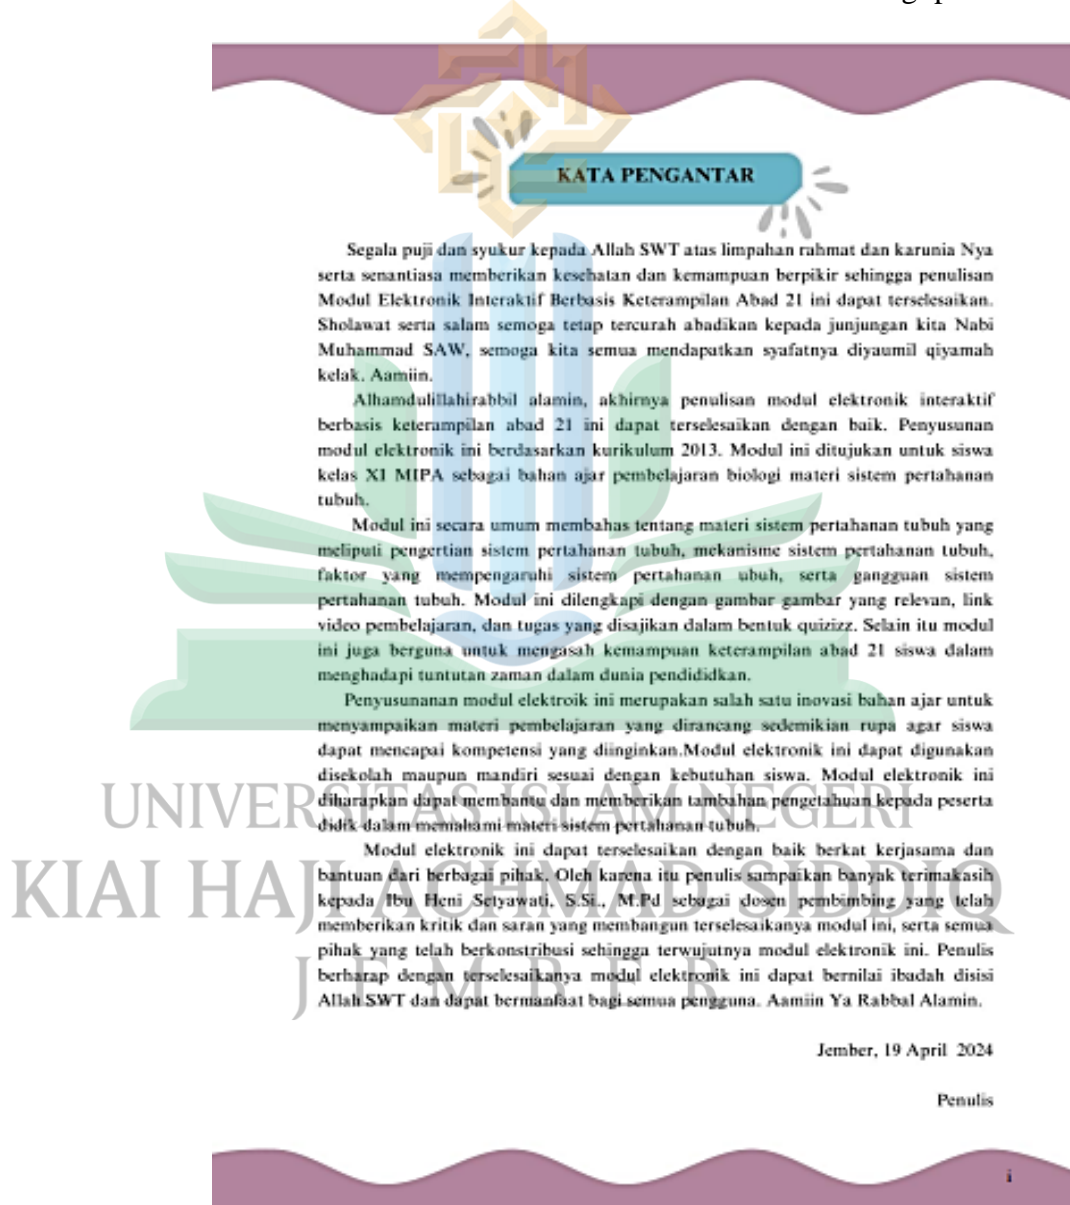 KATA PENGANTAR
Segala puji dan syukur kepada Allah SWT atas limpahan rahmat dan karunia Nya
serta senantiasa memberikan kesehatan dan kemampuan berpikir sehingga penulisan
Modul Elektronik Interaktif Berbasis Keterampilan Abad 21 ini dapat terselesaikan.
Sholawat serta salam semoga tetap tercurah abadikan kepada junjungan kita Nabi
Muhammad SAW, semoga kita semua mendapatkan syafatnya diyaumil qiyamah
kelak. Aamiin.
Alhamdulillahirabbil alamin, akhirnya penulisan modul elektronik interaktif
berbasis keterampilan abad 21 ini dapat terselesaikan dengan baik. Penyusunan
modul elektronik ini berdasarkan kurikulum 2013. Modul ini ditujukan untuk siswa
kelas XI MIPA sebagai bahan ajar pembelajaran biologi materi sistem pertahanan
tubuh.
Modul ini secara umum membahas tentang materi sistem pertahanan tubuh yang
meliputi pengertian sistem pertahanan tubuh, mekanisme sistem pertahanan tubuh,
faktor yang mempengaruhi sistem pertahanan ubuh, serta gangguan sistem
pertahanan tubuh. Modul ini dilengkapi dengan gambar gambar yang relevan, link
video pembelajaran, dan tugas yang disajikan dalam bentuk quizizz. Selain itu modul
ini juga berguna untuk mengasah kemampuan keterampilan abad 21 siswa dalam
menghadapi tuntutan zaman dalam dunia pendididkan.
Penyusunanan modul elektroik ini merupakan salah satu inovasi bahan ajar untuk
menyampaikan materi pembelajaran yang dirancang sedemikian rupa agar siswa
dapat mencapai kompetensi yang diinginkan.Modul elektronik ini dapat digunakan
disekolah maupun mandiri sesuai dengan kebutuhan siswa. Modul elektronik ini
diharapkan dapat membantu dan memberikan tambahan pengetahuan kepada peserta
didik dalam memahami materi sistem pertahanan tubuh.
Modul elektronik ini dapat terselesaikan dengan baik berkat kerjasama dan
bantuan dari berbagai pihak. Oleh karena itu penulis sampaikan banyak terimakasih
kepada Ibu Heni Setyawati, S.Si., M.Pd sebagai dosen pembimbing yang telah
memberikan kritik dan saran yang membangun terselesaikanya modul ini, serta semua
pihak yang telah berkonstribusi sehingga terwujutnya modul elektronik ini. Penulis
berharap dengan terselesaikanya modul elektronik ini dapat bernilai ibadah disisi
Allah SWT dan dapat bermanfaat bagi semua pengguna. Aamiin Ya Rabbal Alamin.
Jember, 19 April 2024
Penulis
i
UNIVERSITAS ISLAM NEGERI
KIAI HAJI ACHMAD SIDDIQ
JEMBER